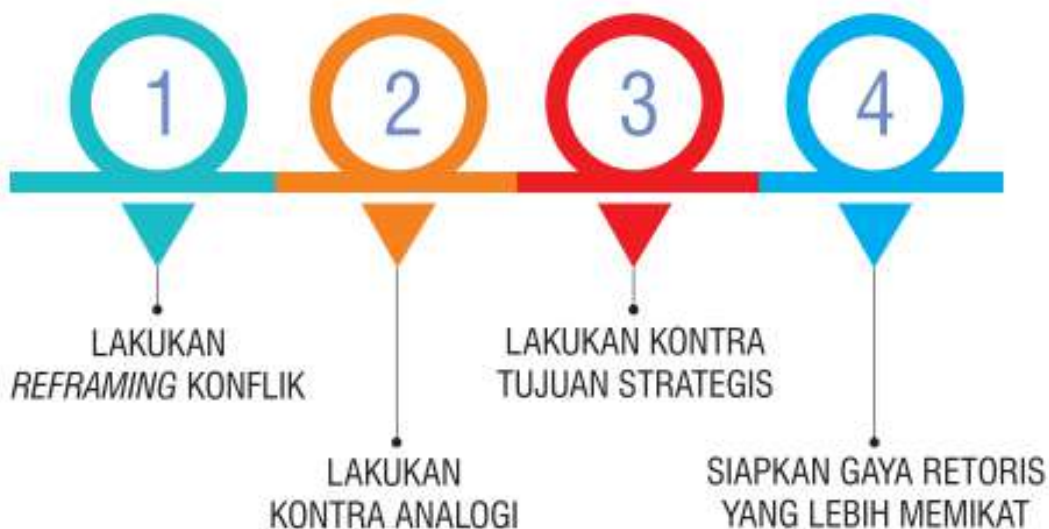 1
2
3
4
LAKUKAN
REFRAMING KONFLIK
LAKUKAN
KONTRA ANALOGI
LAKUKAN KONTRA
TUJUAN STRATEGIS
SIAPKAN GAYA RETORIS
YANG LEBIH MEMIKAT